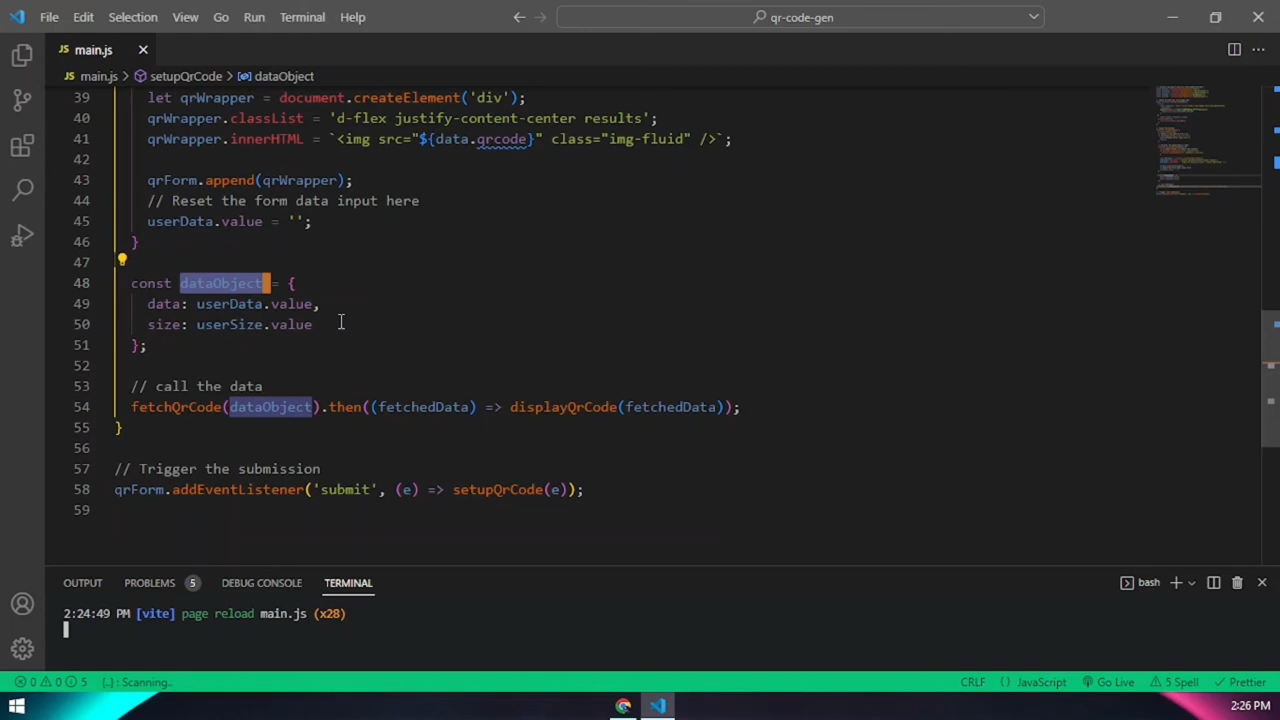 File Edit Selection View Go Run Terminal Help qr-code-gen
JS main.js
JS main.js > setupQrCode > dataObject
39 let qrWrapper = document.createElement('div');
40 qrWrapper.classList = 'd-flex justify-content-center results';
41 qrWrapper.innerHTML = `<img src="${data.qrcode}" class="img-fluid" />`;
42
43 qrForm.append(qrWrapper);
44 // Reset the form data input here
45 userData.value = '';
46 }
47
48 const dataObject = {
49 data: userData.value,
50 size: userSize.value
51 };
52
53 // call the data
54 fetchQrCode(dataObject).then((fetchedData) => displayQrCode(fetchedData));
55 }
56
57 // Trigger the submission
58 qrForm.addEventListener('submit', (e) => setupQrCode(e));
59
OUTPUT PROBLEMS 5 DEBUG CONSOLE TERMINAL bash
2:24:49 PM [vite] page reload main.js (x28)
0 0 5 {..} : Scanning.. CRLF {} JavaScript Go Live 5 Spell Prettier
2:26 PM